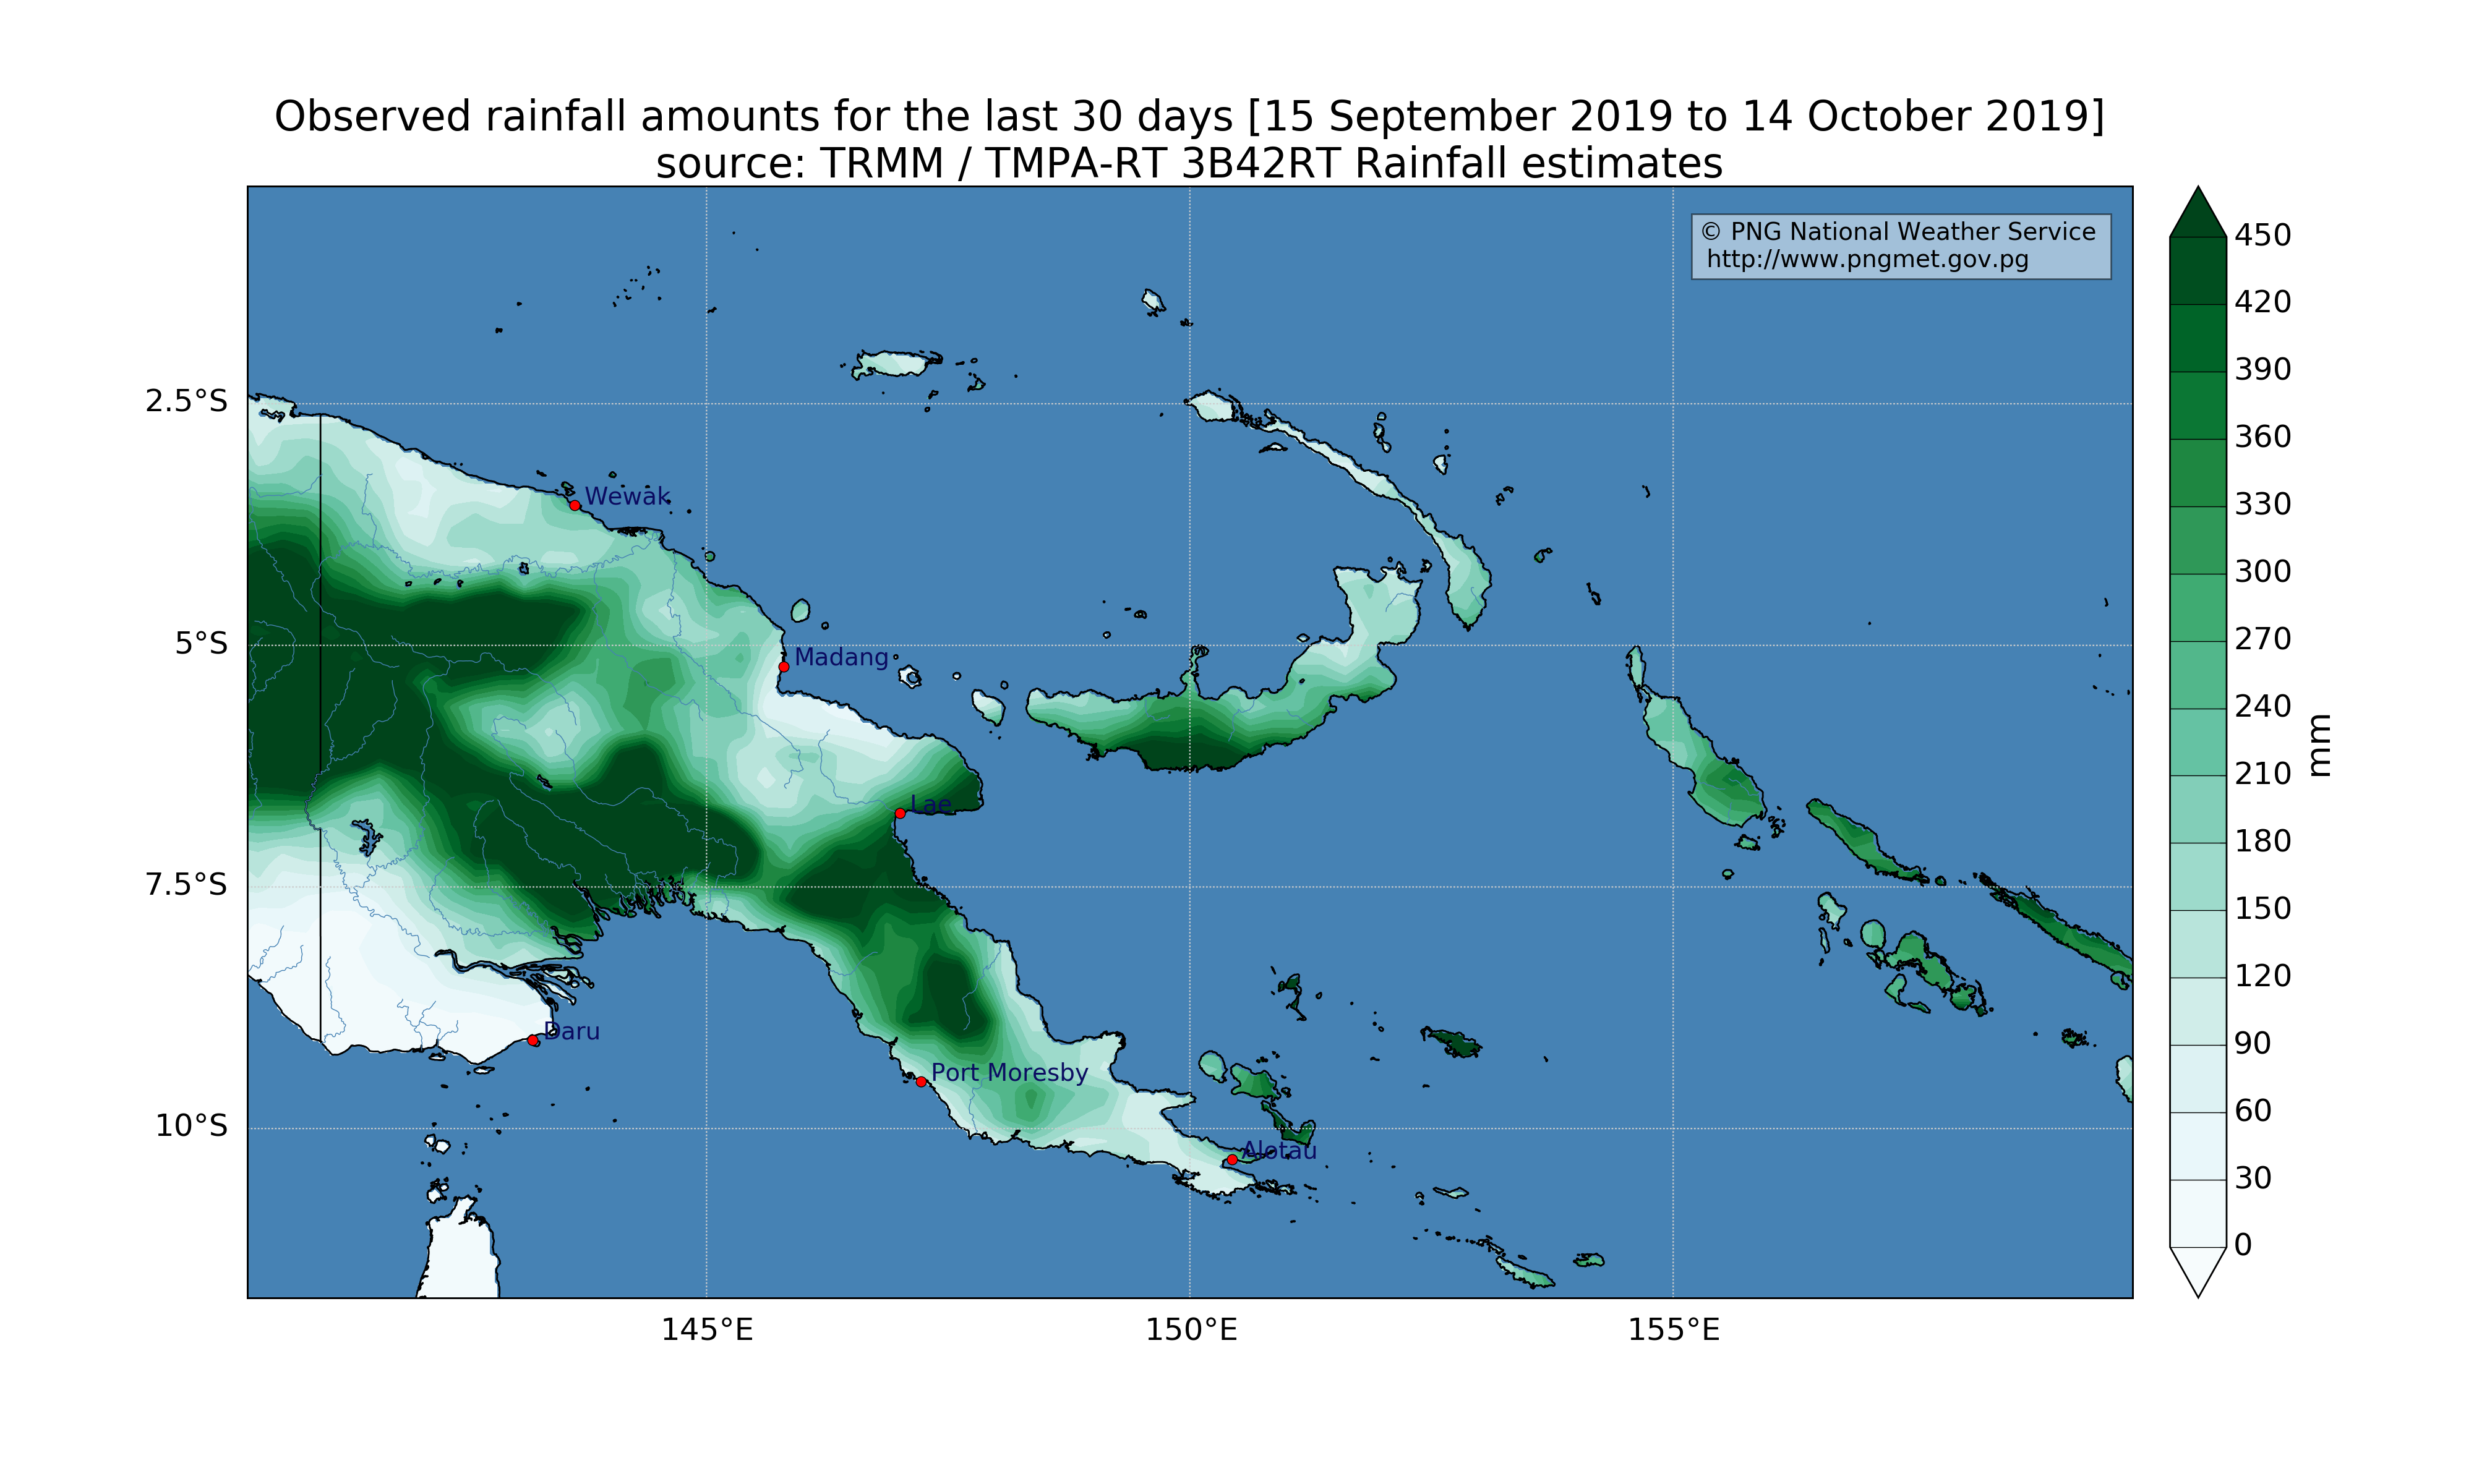 Observed rainfall amounts for the last 30 days [15 September 2019 to 14 October 2019]
source: TRMM / TMPA-RT 3B42RT Rainfall estimates
© PNG National Weather Service
http://www.pngmet.gov.pg
2.5°S
5°S
7.5°S
10°S
Wewak
Madang
Lae
Daru
Port Moresby
Alotau
145°E
150°E
155°E
450
420
390
360
330
300
270
240
210
180
150
120
90
60
30
0
mm